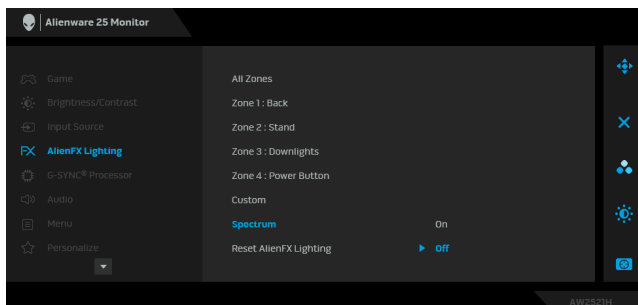 Alienware 25 Monitor
Game
Brightness/Contrast
Input Source
AlienFX Lighting
G-SYNC® Processor
Audio
Menu
Personalize
All Zones
Zone 1 : Back
Zone 2 : Stand
Zone 3 : Downlights
Zone 4 : Power Button
Custom
Spectrum On
Reset AlienFX Lighting Off
AW2521H